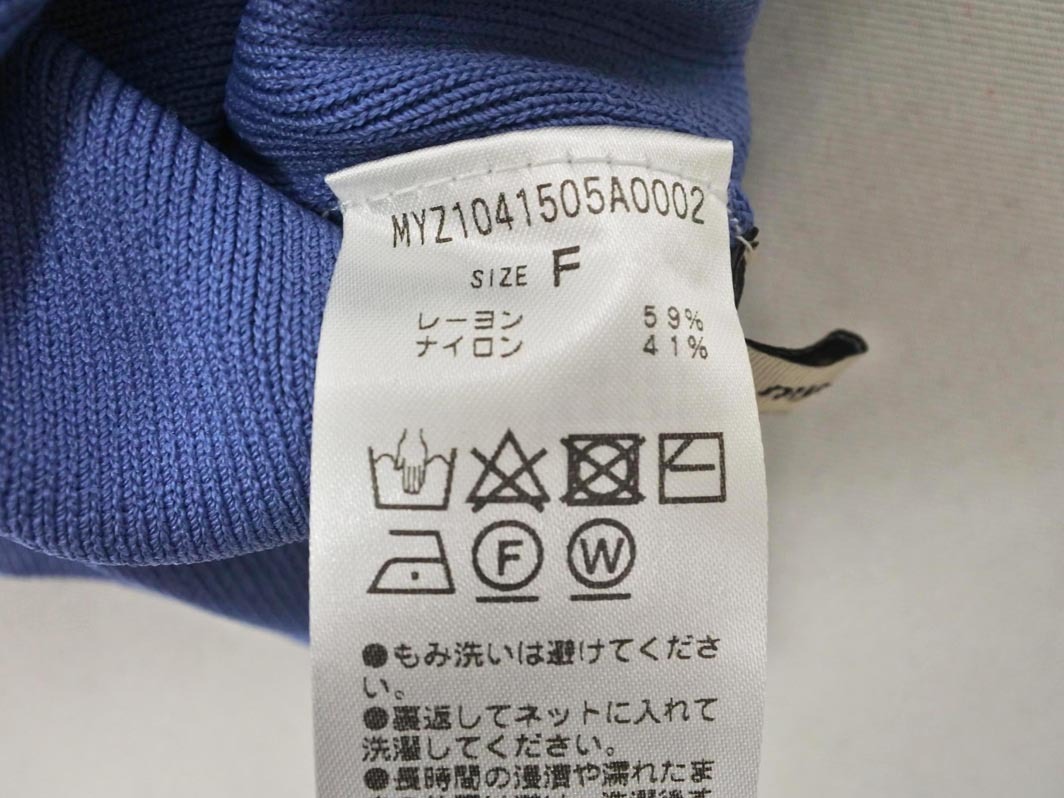 MYZ1041505A0002
SIZE F
レーヨン 59%
ナイロン 41%
F W
●もみ洗いは避けてくださ
い。
●裏返してネットに入れて
洗濯してください。
●長時間の浸漬や濡れたま